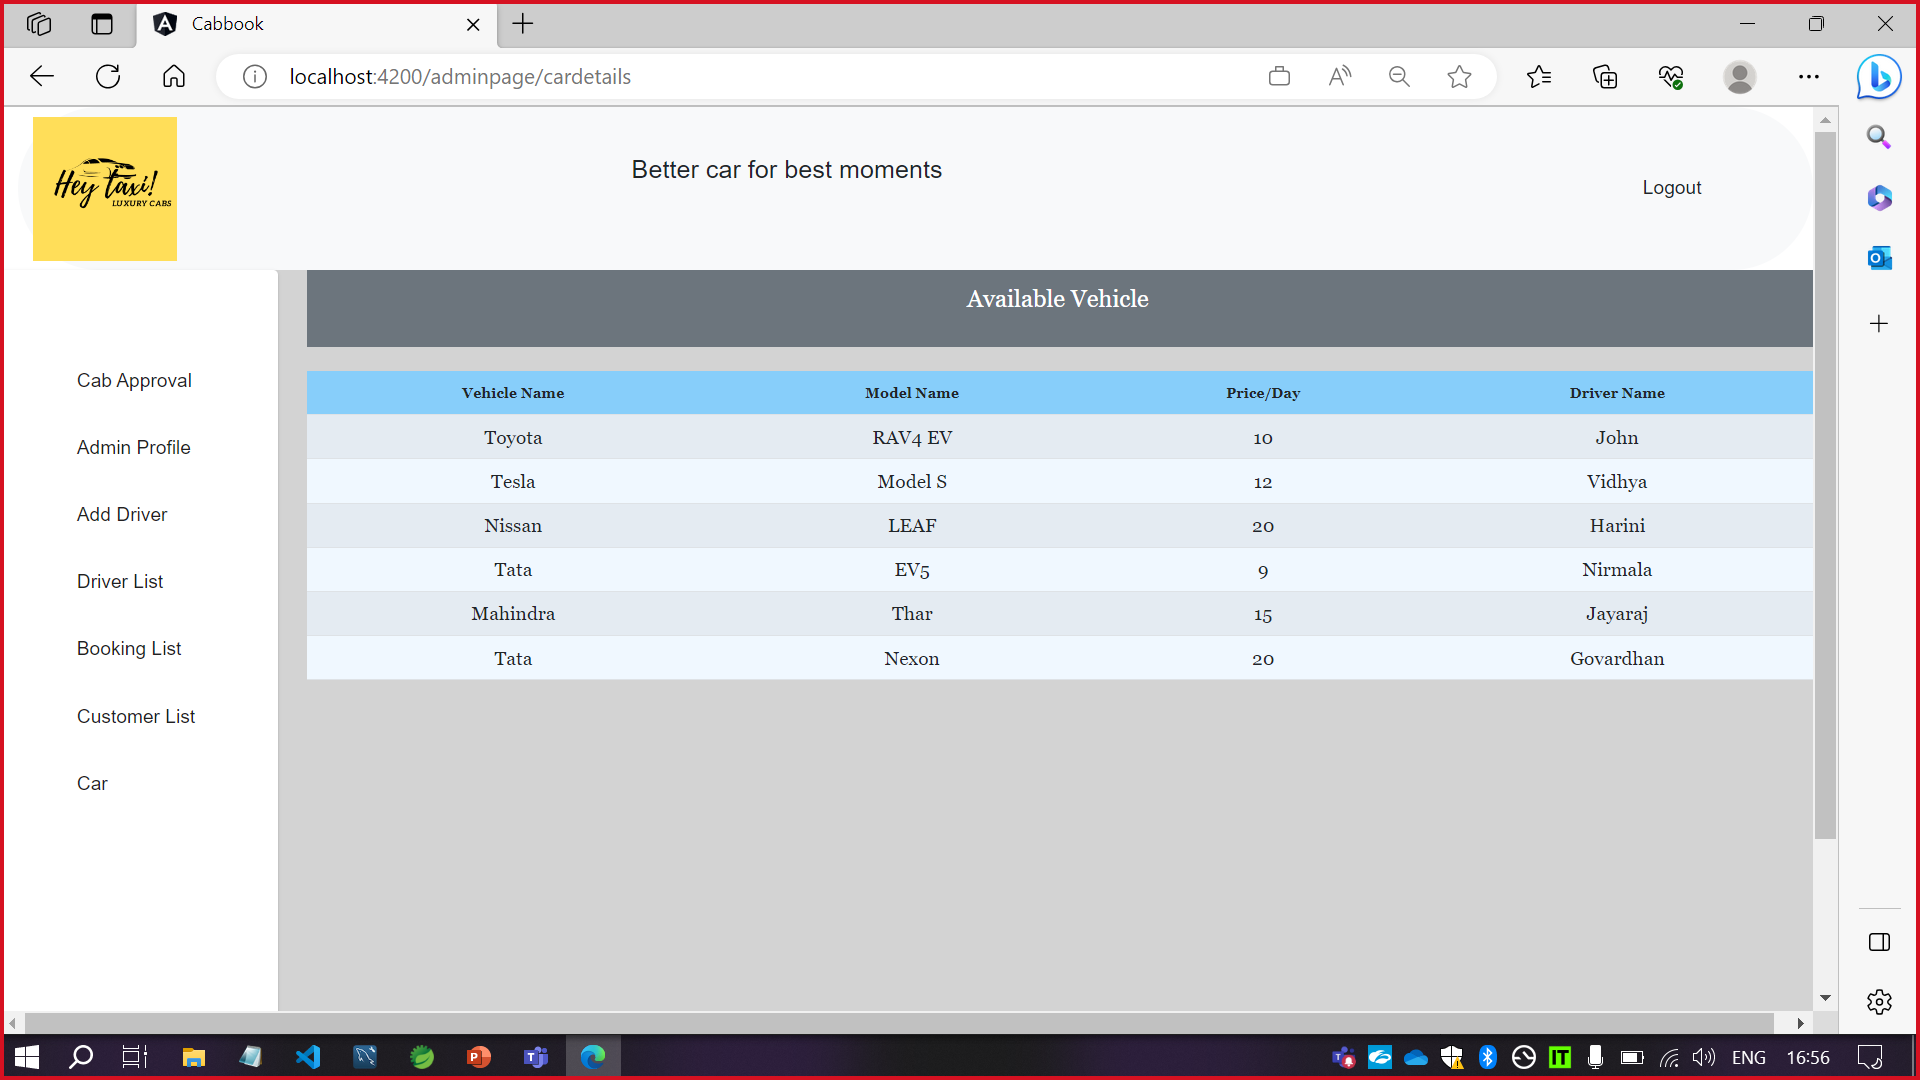 Cabbook
localhost:4200/adminpage/cardetails
Hey taxi!
LUXURY CABS
Better car for best moments
Logout
Available Vehicle
Cab Approval
Admin Profile
Add Driver
Driver List
Booking List
Customer List
Car
Vehicle Name Model Name Price/Day Driver Name
Toyota RAV4 EV 10 John
Tesla Model S 12 Vidhya
Nissan LEAF 20 Harini
Tata EV5 9 Nirmala
Mahindra Thar 15 Jayaraj
Tata Nexon 20 Govardhan
ENG 16:56